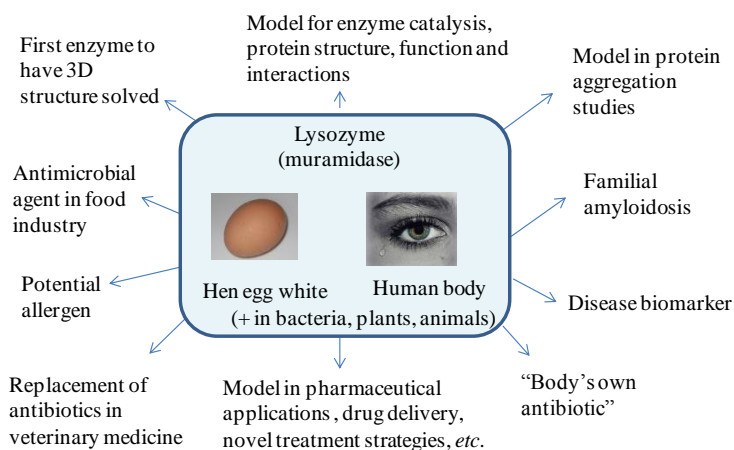 Model for enzyme catalysis,
protein structure, function and
interactions
First enzyme to
have 3D
structure solved
Model in protein
aggregation
studies
Lysozyme
(muramidase)
Antimicrobial
agent in food
industry
Familial
amyloidosis
Potential
allergen
Hen egg white
Human body
(+ in bacteria, plants, animals)
Disease biomarker
Replacement of
antibiotics in
veterinary medicine
Model in pharmaceutical
applications , drug delivery,
novel treatment strategies, etc.
“Body’s own
antibiotic”